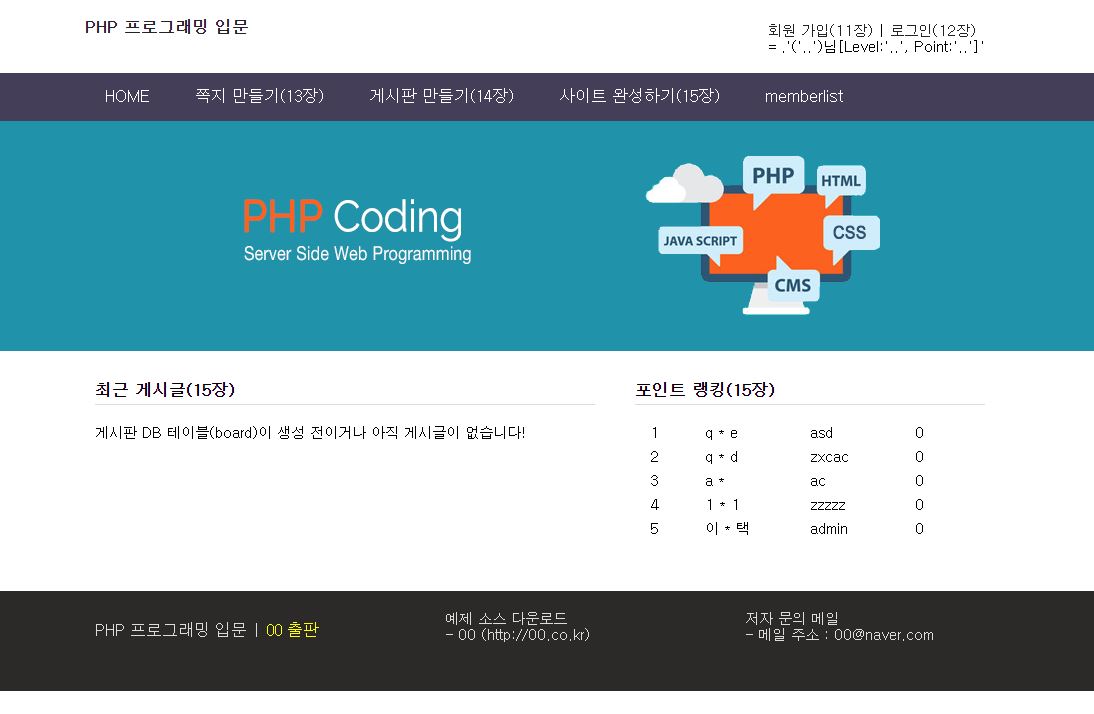 PHP 프로그래밍 입문
회원 가입(11장) | 로그인(12장)
= .'('..')님[Level:'..', Point:'..']'
HOME 쪽지 만들기(13장) 게시판 만들기(14장) 사이트 완성하기(15장) memberlist
PHP Coding
Server Side Web Programming
PHP
HTML
JAVA SCRIPT
CSS
CMS
최근 게시글(15장)
게시판 DB 테이블(board)이 생성 전이거나 아직 게시글이 없습니다!
포인트 랭킹(15장)
1 q * e asd 0
2 q * d zxcac 0
3 a * ac 0
4 1 * 1 zzzzz 0
5 이 * 택 admin 0
PHP 프로그래밍 입문 | 00 출판
예제 소스 다운로드
- 00 (http://00.co.kr)
저자 문의 메일
- 메일 주소 : 00@naver.com